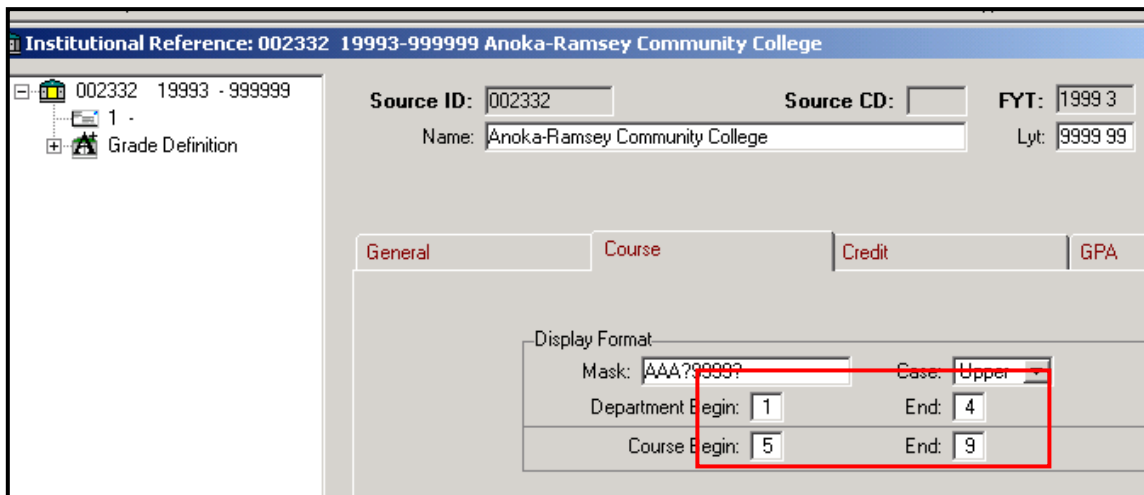 Institutional Reference: 002332 19993-999999 Anoka-Ramsey Community College
002332 19993 - 999999
1 -
Grade Definition
Source ID: 002332 Source CD: FYT: 1999 3
Name: Anoka-Ramsey Community College Lyt: 9999 99
General Course Credit GPA
Display Format
Mask: AAA?9999? Case: Upper
Department Begin: 1 End: 4
Course Begin: 5 End: 9